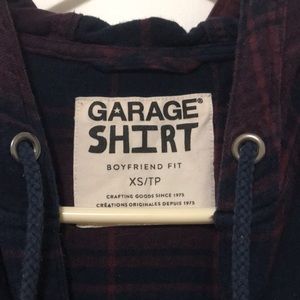 GARAGE®
SHIRT
BOYFRIEND FIT
XS/TP
CRAFTING GOODS SINCE 1975
CRÉATIONS ORIGINALES DEPUIS 1975